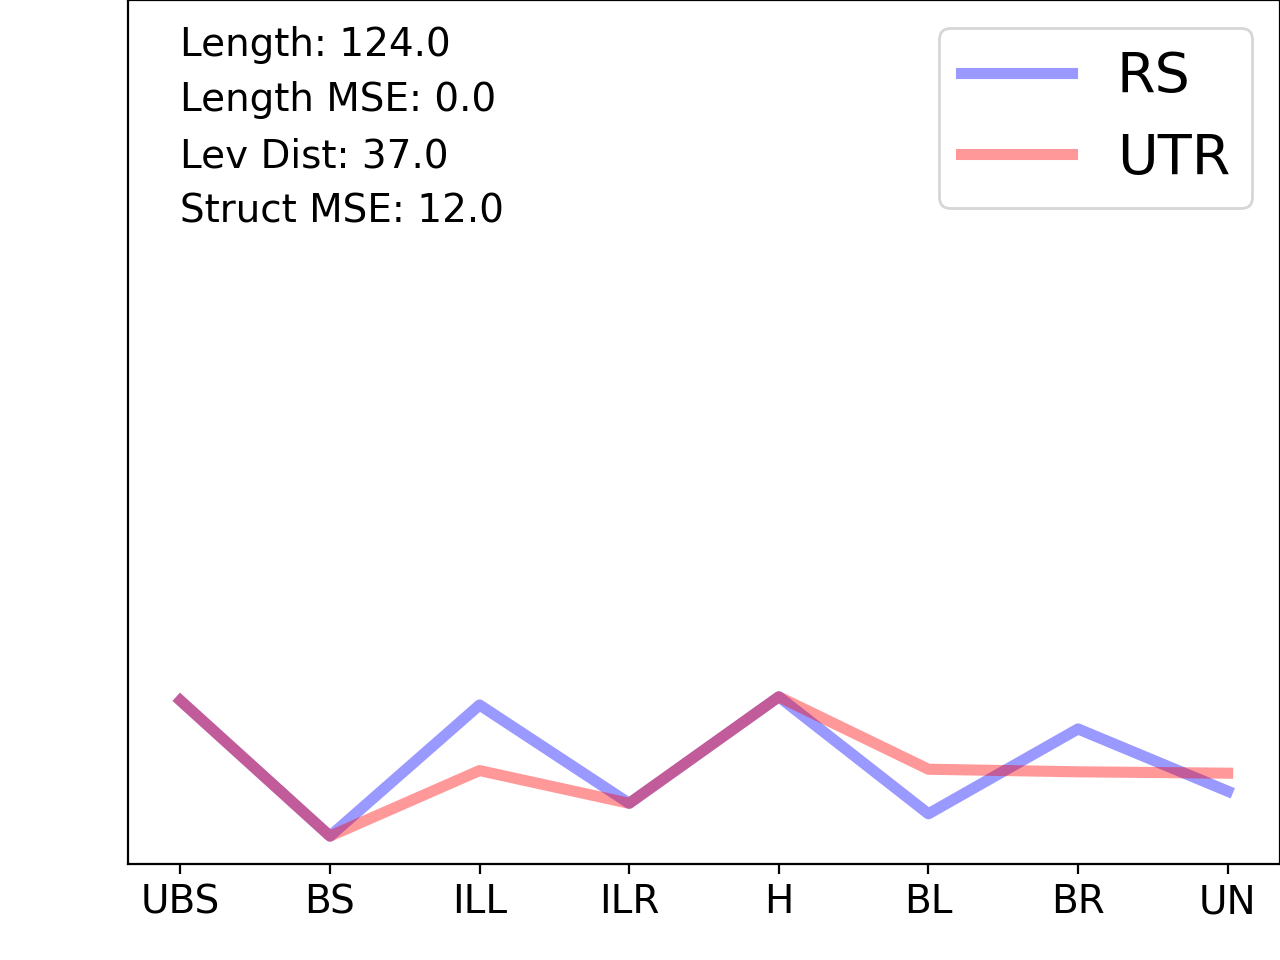 Length: 124.0
Length MSE: 0.0
Lev Dist: 37.0
Struct MSE: 12.0
RS
UTR
UBS BS ILL ILR H BL BR UN